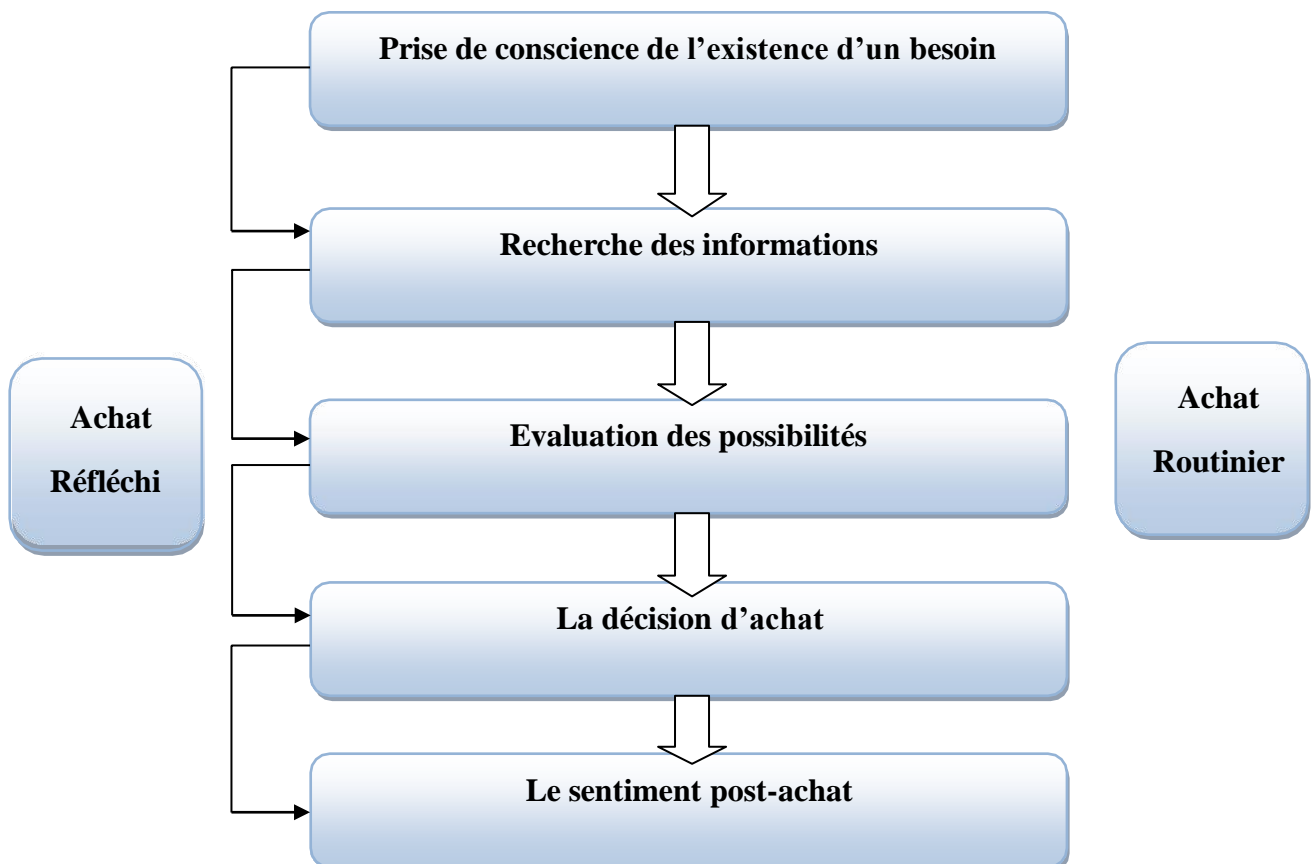 Prise de conscience de l’existence d’un besoin
Recherche des informations
Achat
Réfléchi
Evaluation des possibilités
Achat
Routinier
La décision d’achat
Le sentiment post-achat